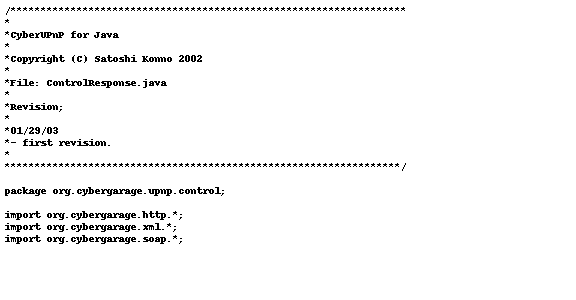 /******************************************************************
*
*CyberUPnP for Java
*
*Copyright (C) Satoshi Konno 2002
*
*File: ControlResponse.java
*
*Revision;
*
*01/29/03
*- first revision.
*
******************************************************************/
package org.cybergarage.upnp.control;
import org.cybergarage.http.*;
import org.cybergarage.xml.*;
import org.cybergarage.soap.*;